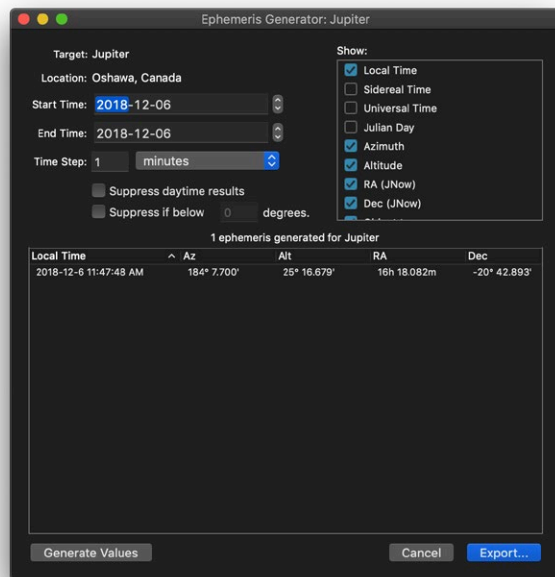 Ephemeris Generator: Jupiter
Target: Jupiter
Location: Oshawa, Canada
Start Time: 2018-12-06
End Time: 2018-12-06
Time Step: 1 minutes
Suppress daytime results
Suppress if below 0 degrees.
Show:
Local Time
Sidereal Time
Universal Time
Julian Day
Azimuth
Altitude
RA (JNow)
Dec (JNow)
1 ephemeris generated for Jupiter
Local Time Az Alt RA Dec
2018-12-6 11:47:48 AM 184° 7.700' 25° 16.679' 16h 18.082m -20° 42.893'
Generate Values Cancel Export...